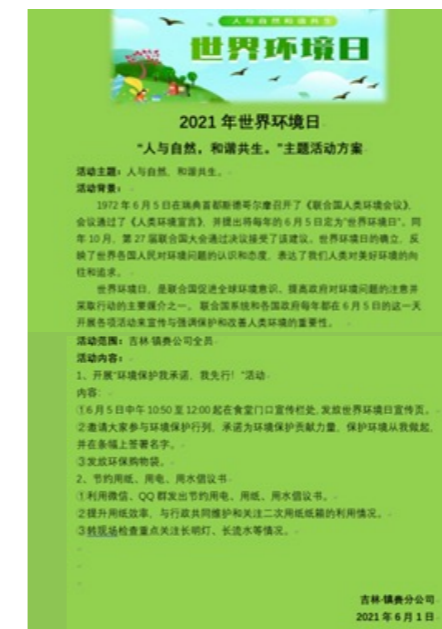 人与自然和谐共生
世界环境日
2021 年世界环境日
“人与自然，和谐共生。”主题活动方案
活动主题：人与自然，和谐共生。
活动背景：
1972 年 6 月 5 日在瑞典首都斯德哥尔摩召开了《联合国人类环境会议》，
会议通过了《人类环境宣言》，并提出将每年的 6 月 5 日定为“世界环境日”。同
年 10 月，第 27 届联合国大会通过决议接受了该建议。世界环境日的确立，反
映了世界各国人民对环境问题的认识和态度，表达了我们人类对美好环境的向
往和追求。
世界环境日，是联合国促进全球环境意识、提高政府对环境问题的注意并
采取行动的主要媒介之一。 联合国系统和各国政府每年都在 6 月 5 日的这一天
开展各项活动来宣传与强调保护和改善人类环境的重要性。
活动范围：吉林·镇赉公司全员
活动内容：
1、开展“环境保护我承诺，我先行！”活动
内容：
①6 月 5 日中午 10:50 至 12:00 起在食堂门口宣传栏处, 发放世界环境日宣传页。
②邀请大家参与环境保护行列，承诺为环境保护贡献力量，保护环境从我做起,
并在条幅上签署名字。
③发放环保购物袋。
2、节约用纸、用电、用水倡议书
①利用微信、QQ 群发出节约用电、用纸、用水倡议书。
②提升用纸效率，与行政共同维护和关注二次用纸纸箱的利用情况。
③转现场检查重点关注长明灯、长流水等情况。
吉林·镇赉分公司
2021 年 6 月 1 日